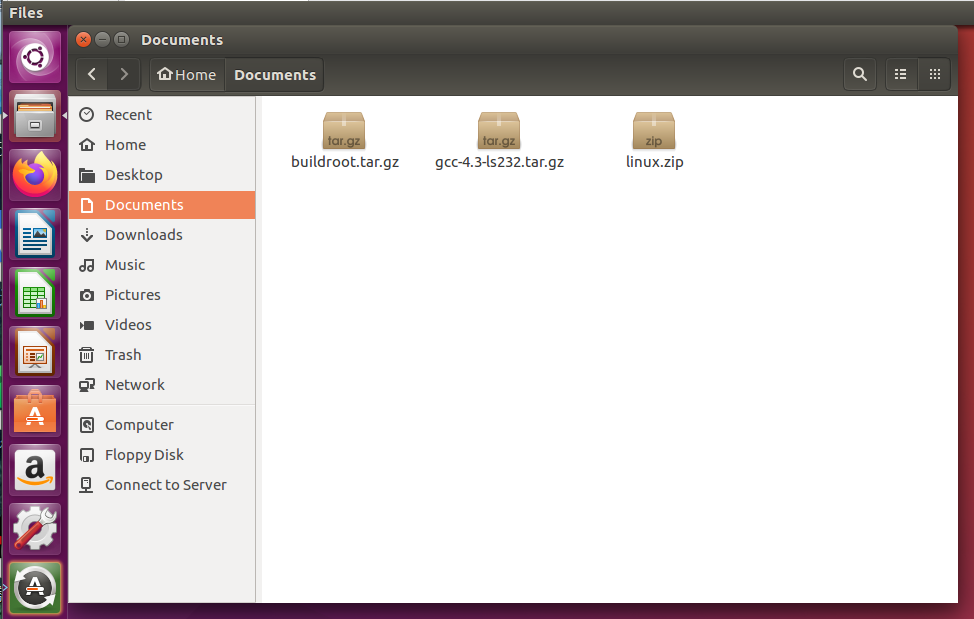 Files
Documents
Home
Documents
Recent
Home
Desktop
Documents
Downloads
Music
Pictures
Videos
Trash
Network
Computer
Floppy Disk
Connect to Server
tar.gz
buildroot.tar.gz
tar.gz
gcc-4.3-ls232.tar.gz
zip
linux.zip